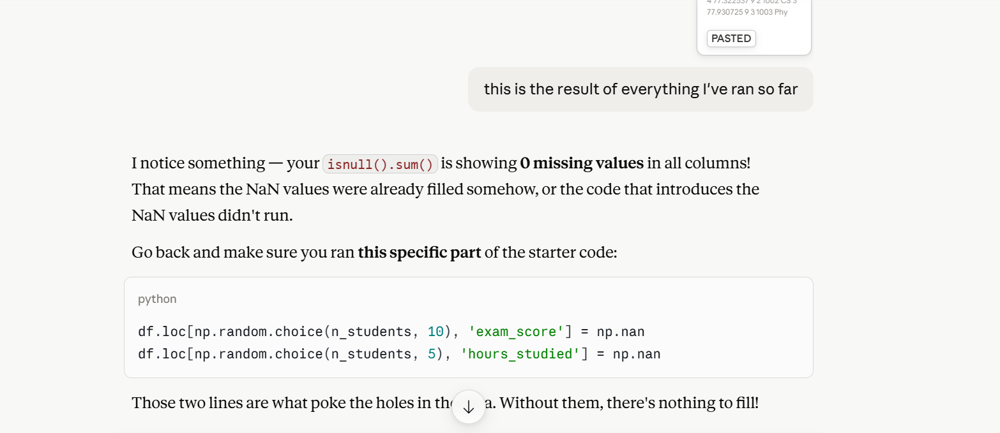 4 77.322537 9 2 1002 CS 3
77.930725 9 3 1003 Phy
PASTED
this is the result of everything I've ran so far
I notice something — your isnull().sum() is showing 0 missing values in all columns!
That means the NaN values were already filled somehow, or the code that introduces the
NaN values didn't run.
Go back and make sure you ran this specific part of the starter code:
python
df.loc[np.random.choice(n_students, 10), 'exam_score'] = np.nan
df.loc[np.random.choice(n_students, 5), 'hours_studied'] = np.nan
Those two lines are what poke the holes in the a. Without them, there's nothing to fill!